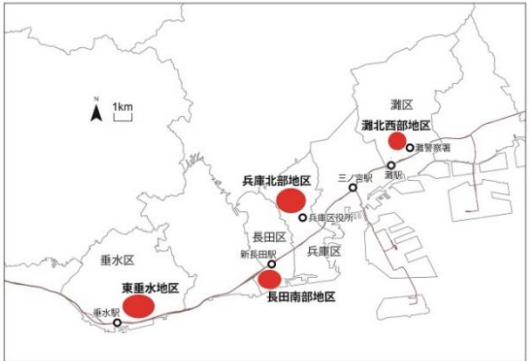 N
1km
灘区
灘北西部地区
灘警察署
灘駅
三ノ宮駅
兵庫北部地区
兵庫区役所
長田区
兵庫区
新長田駅
長田南部地区
垂水区
東垂水地区
垂水駅